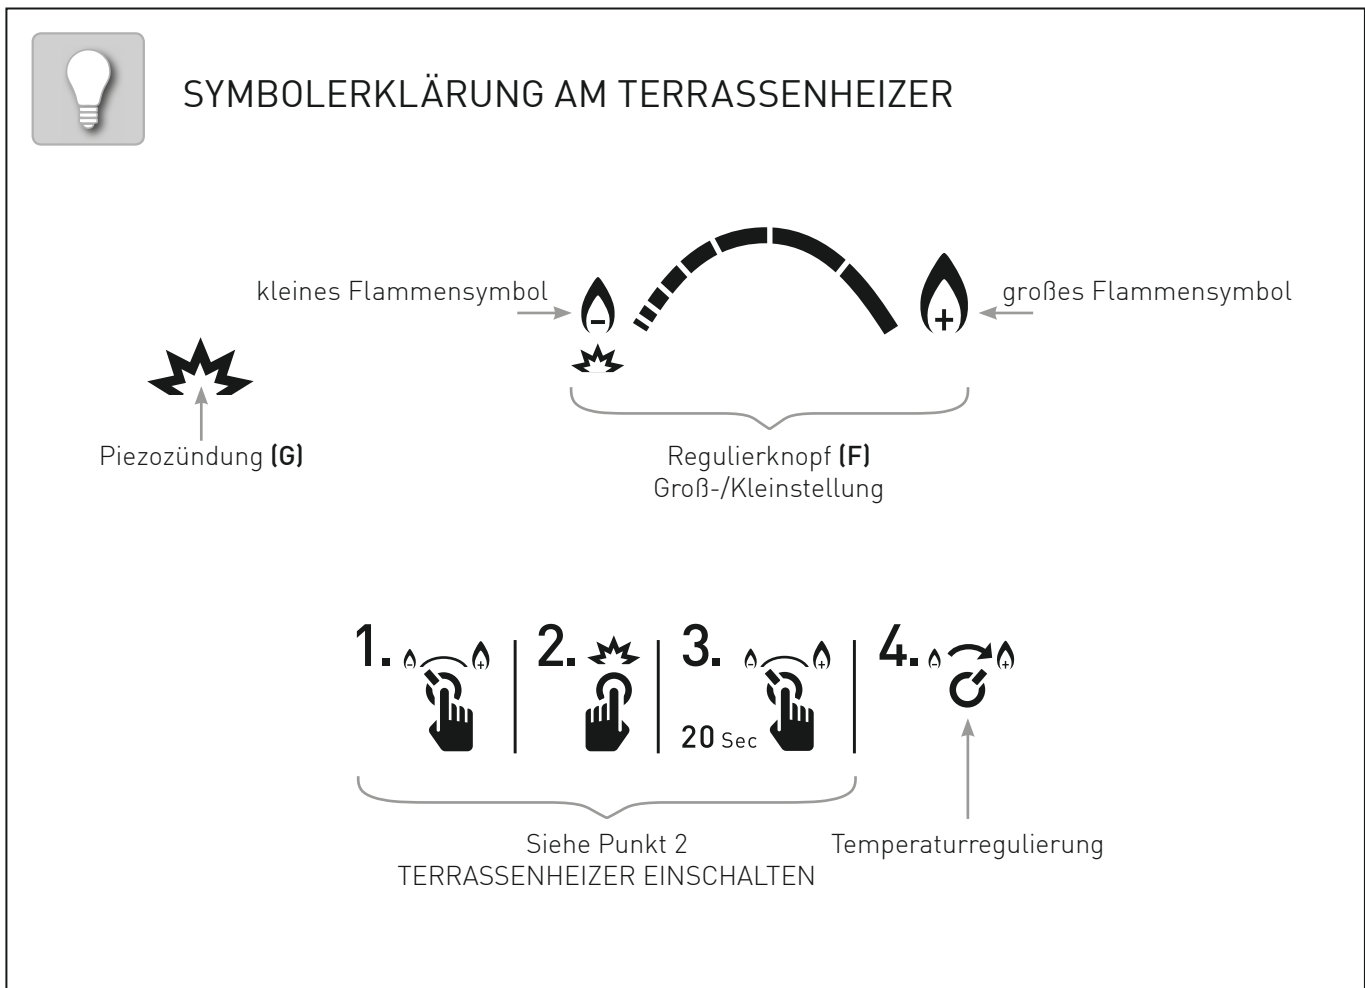 SYMBOLERKLÄRUNG AM TERRASSENHEIZER
kleines Flammensymbol
großes Flammensymbol
-
+
Piezozündung (G)
Regulierknopf (F)
Groß-/Kleinstellung
1.
- +
2.
3.
- +
20 Sec
4.
- +
Siehe Punkt 2
TERRASSENHEIZER EINSCHALTEN
Temperaturregulierung